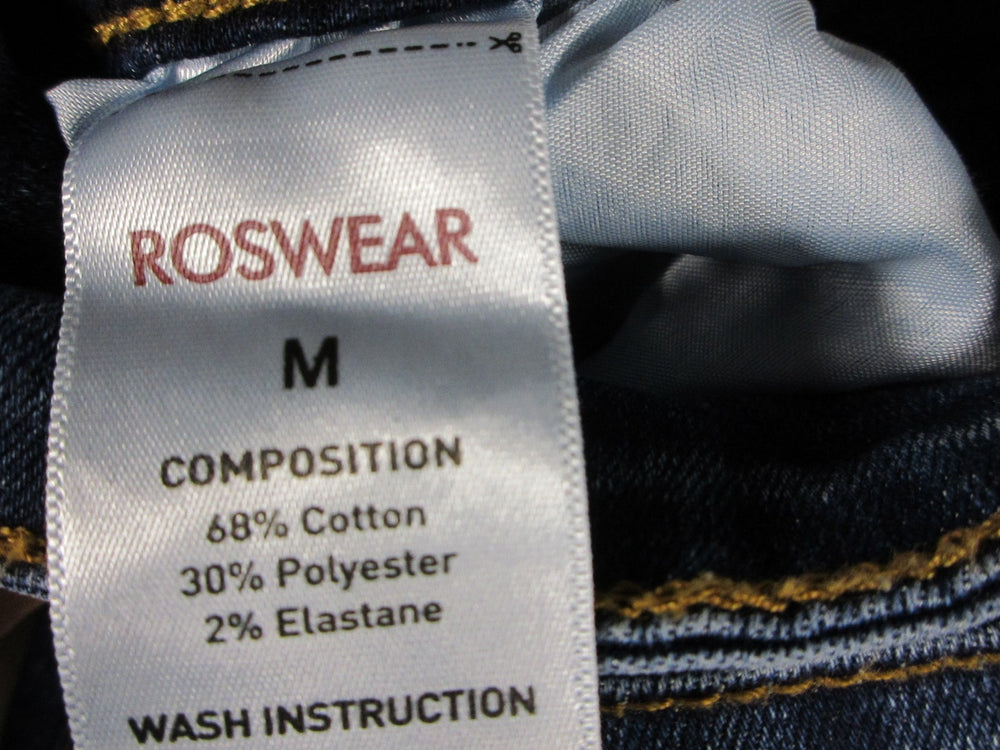 ROSWEAR
M
COMPOSITION
68% Cotton
30% Polyester
2% Elastane
WASH INSTRUCTION